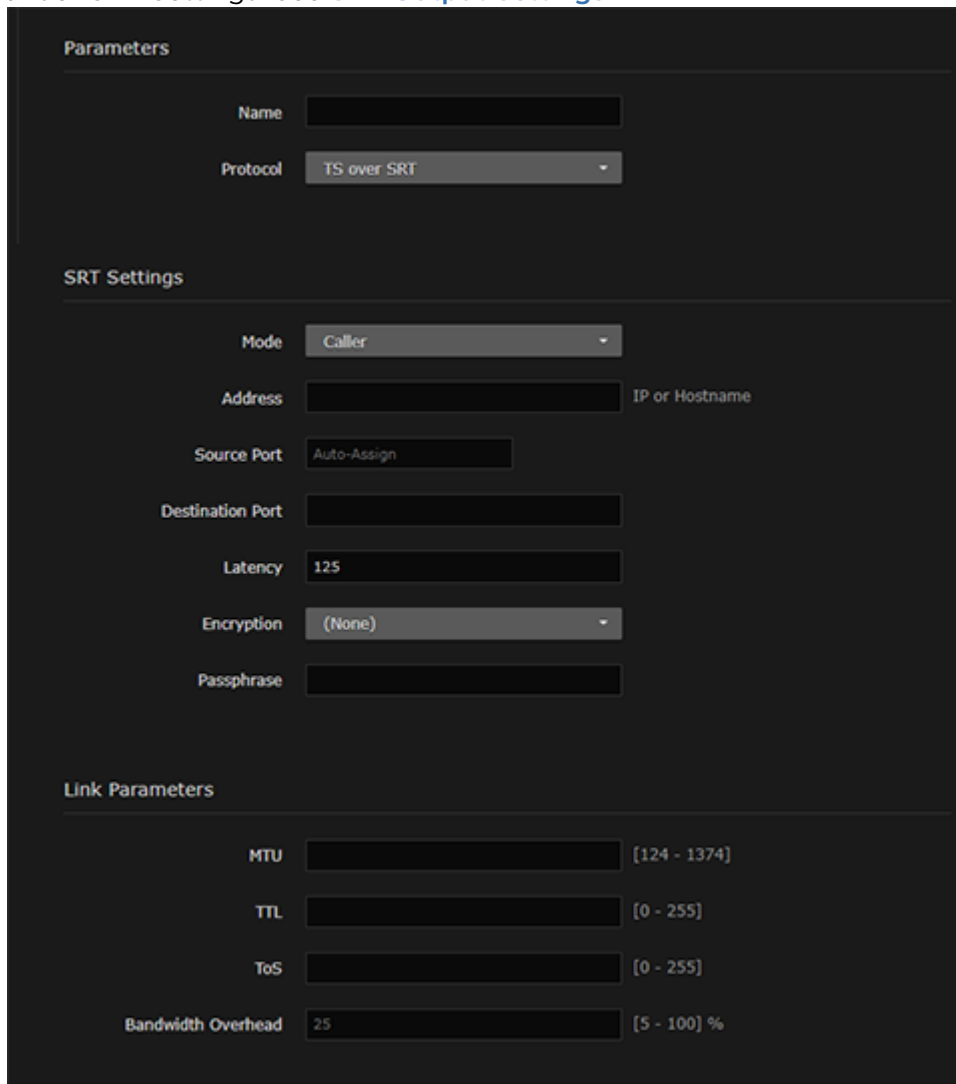 Parameters
Name
Protocol TS over SRT
SRT Settings
Mode Caller
Address IP or Hostname
Source Port Auto-Assign
Destination Port
Latency 125
Encryption (None)
Passphrase
Link Parameters
MTU [124 - 1374]
TTL [0 - 255]
ToS [0 - 255]
Bandwidth Overhead 25 [5 - 100] %